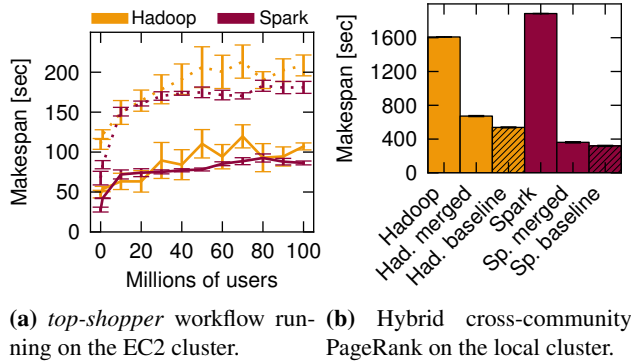 Hadoop Spark
Makespan [sec]
200
150
100
50
0
0 20 40 60 80 100
Millions of users
Makespan [sec]
1600
1200
800
400
0
Hadoop
Had. merged
Had. baseline
Spark
Sp. merged
Sp. baseline
(a) top-shopper workflow run-
ning on the EC2 cluster.
(b) Hybrid cross-community
PageRank on the local cluster.